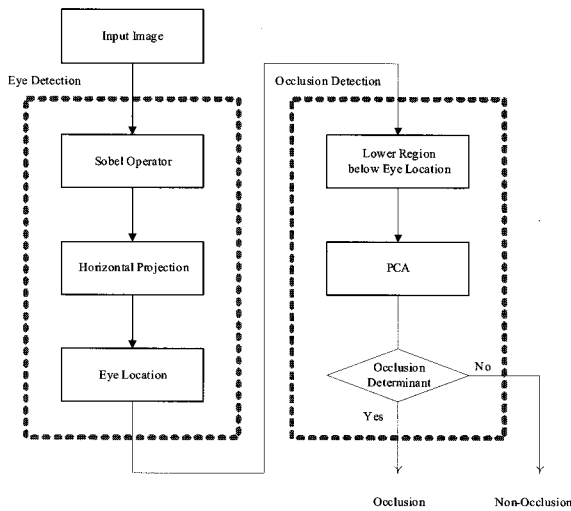 Input Image
Eye Detection
Sobel Operator
Horizontal Projection
Eye Location
Occlusion Detection
Lower Region
below Eye Location
PCA
Occlusion
Determinant
No
Yes
Occlusion
Non-Occlusion